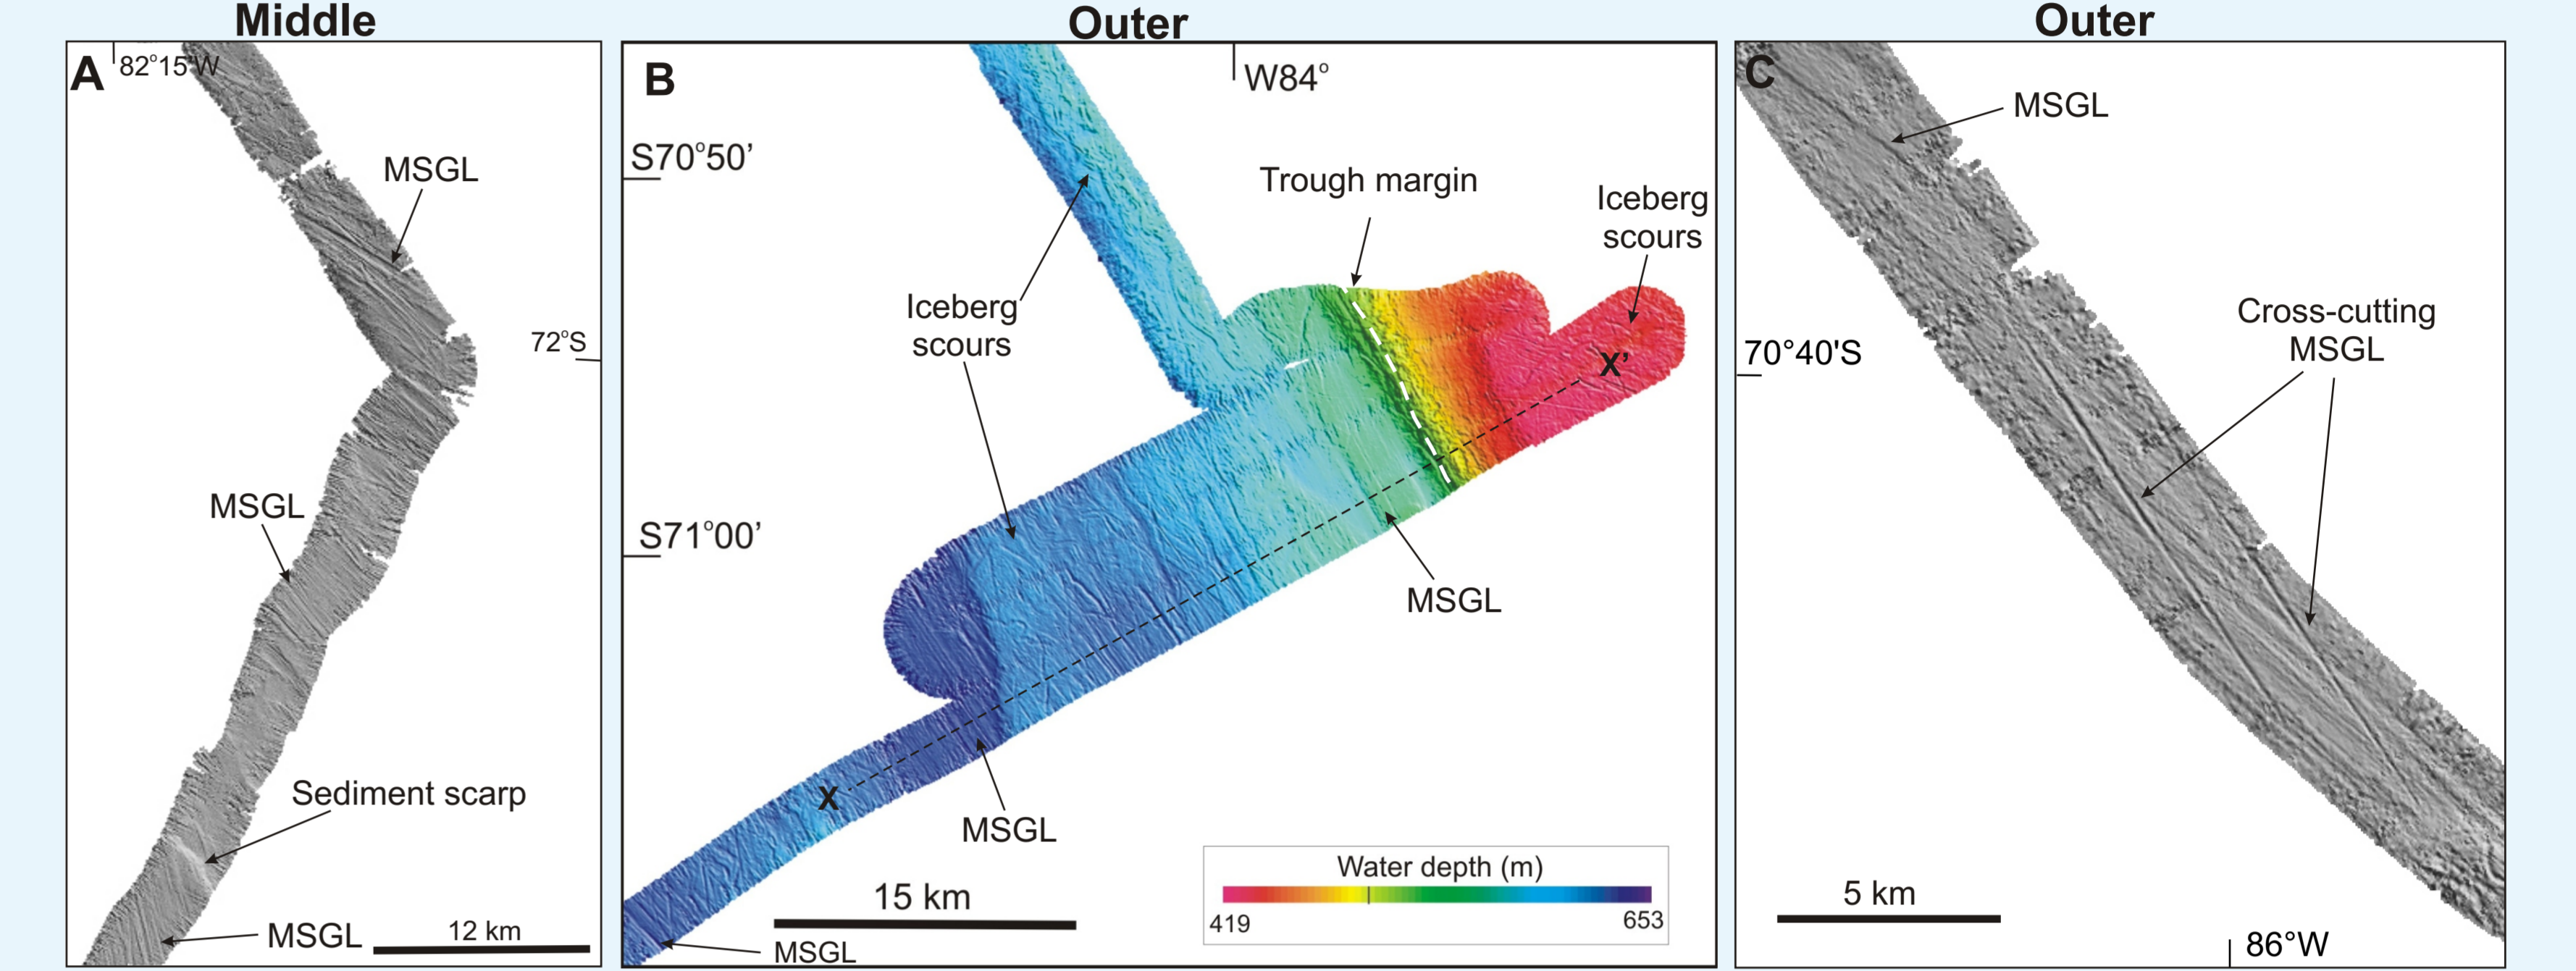 Middle
Outer
Outer
A
82°15'W
MSGL
72°S
MSGL
Sediment scarp
MSGL
12 km
B
W84°
S70°50’
Trough margin
Iceberg
scours
Iceberg
scours
X’
S71°00’
MSGL
X
MSGL
Water depth (m)
419
653
15 km
MSGL
C
MSGL
Cross-cutting
MSGL
70°40'S
5 km
86°W